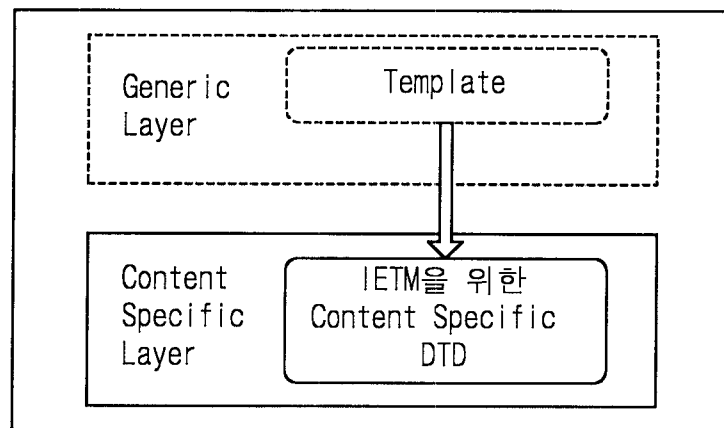 Generic
Layer
Template
Content
Specific
Layer
IETM을 위한
Content Specific
DTD